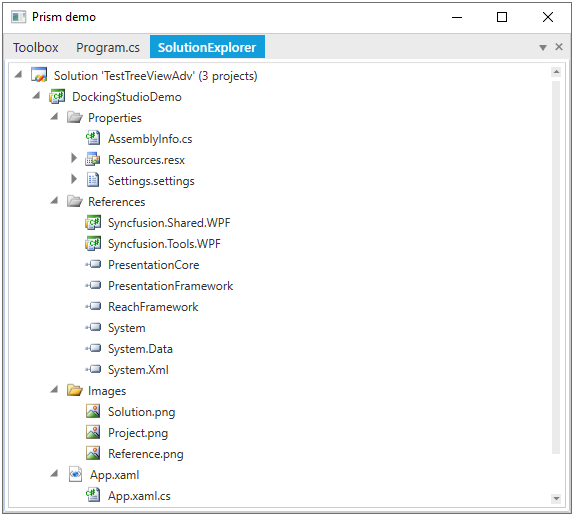 Prism demo
Toolbox Program.cs SolutionExplorer
Solution 'TestTreeViewAdv' (3 projects)
DockingStudioDemo
Properties
AssemblyInfo.cs
Resources.resx
Settings.settings
References
Syncfusion.Shared.WPF
Syncfusion.Tools.WPF
PresentationCore
PresentationFramework
ReachFramework
System
System.Data
System.Xml
Images
Solution.png
Project.png
Reference.png
App.xaml
App.xaml.cs